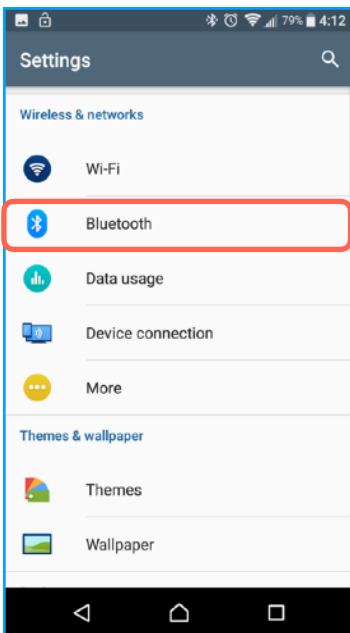 79% 4:12
Settings
Wireless & networks
Wi-Fi
Bluetooth
Data usage
Device connection
More
Themes & wallpaper
Themes
Wallpaper